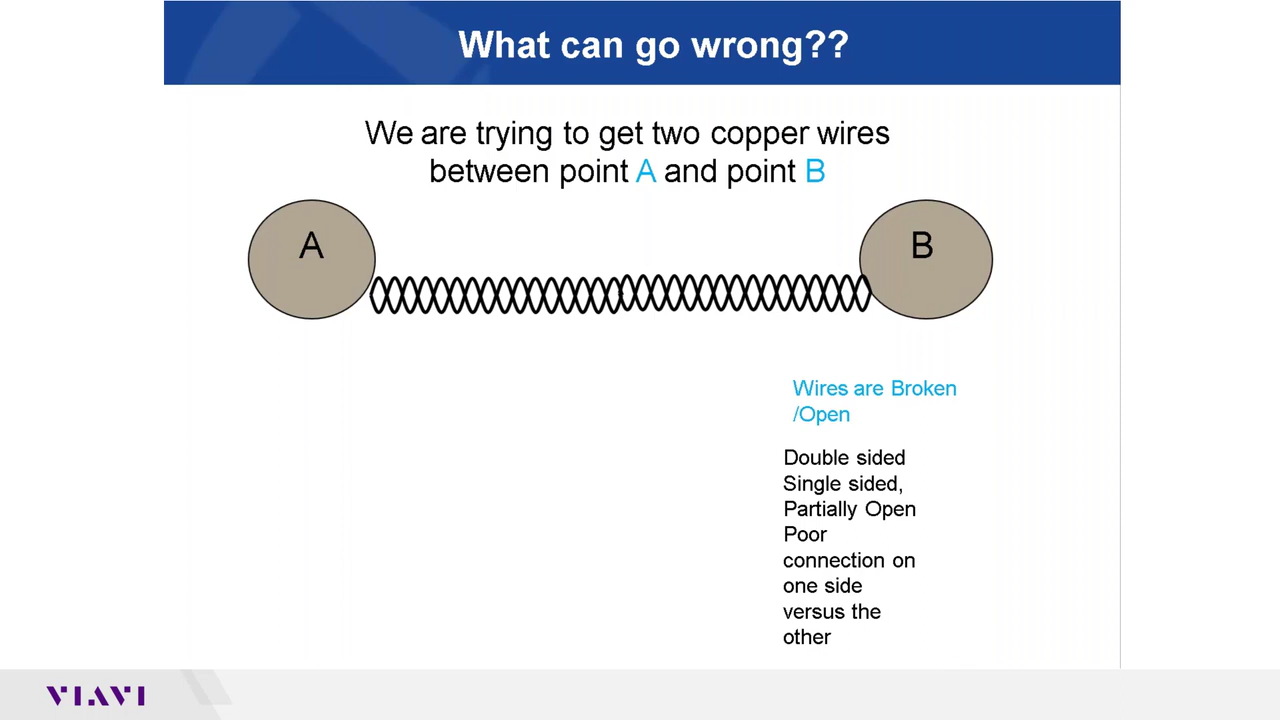 What can go wrong??
We are trying to get two copper wires
between point A and point B
A
B
Wires are Broken
/Open
Double sided
Single sided,
Partially Open
Poor
connection on
one side
versus the
other
VIAVI